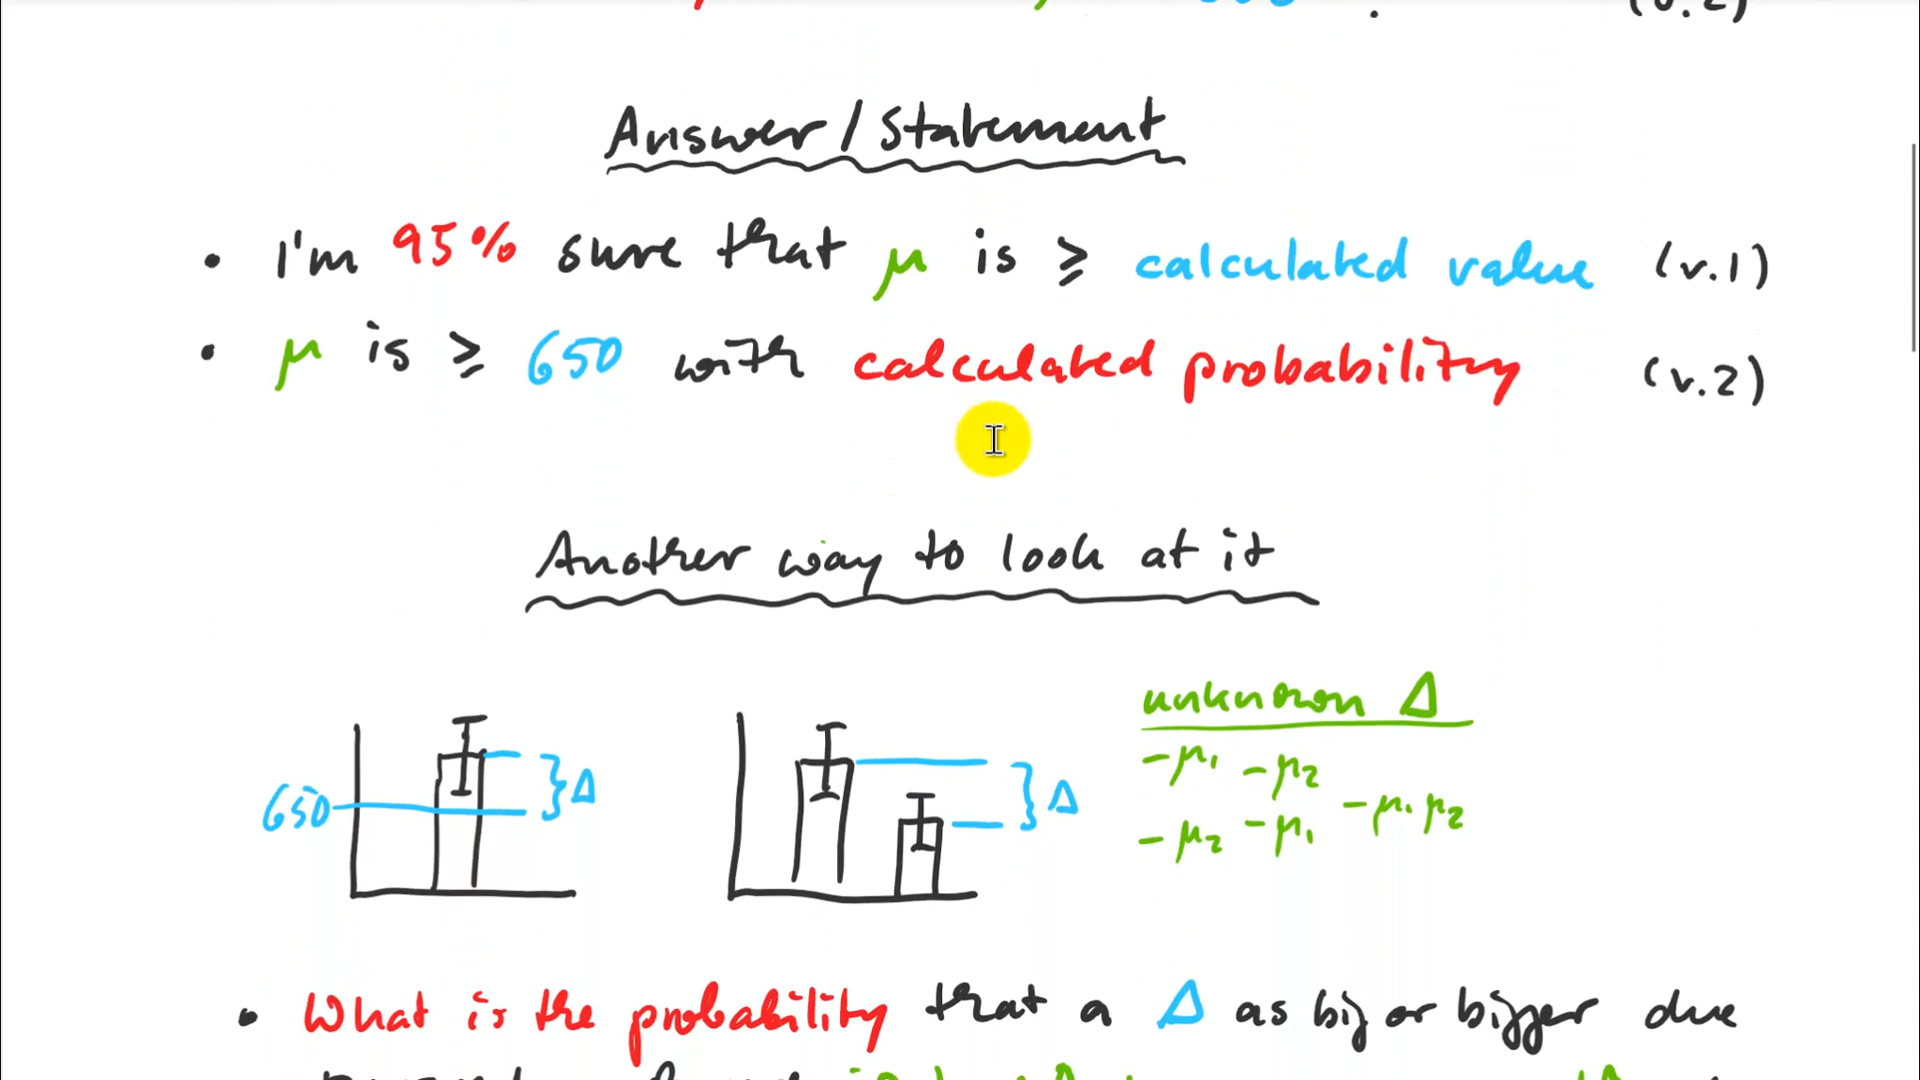 (v.2)
Answer / Statement
• I'm 95% sure that μ is ≥ calculated value (v.1)
• μ is ≥ 650 with calculated probability (v.2)
Another way to look at it
650 } Δ
} Δ
unknown Δ
- μ₁ - μ₂
- μ₂ - μ₁ - μ₁ μ₂
• What is the probability that a Δ as big or bigger due